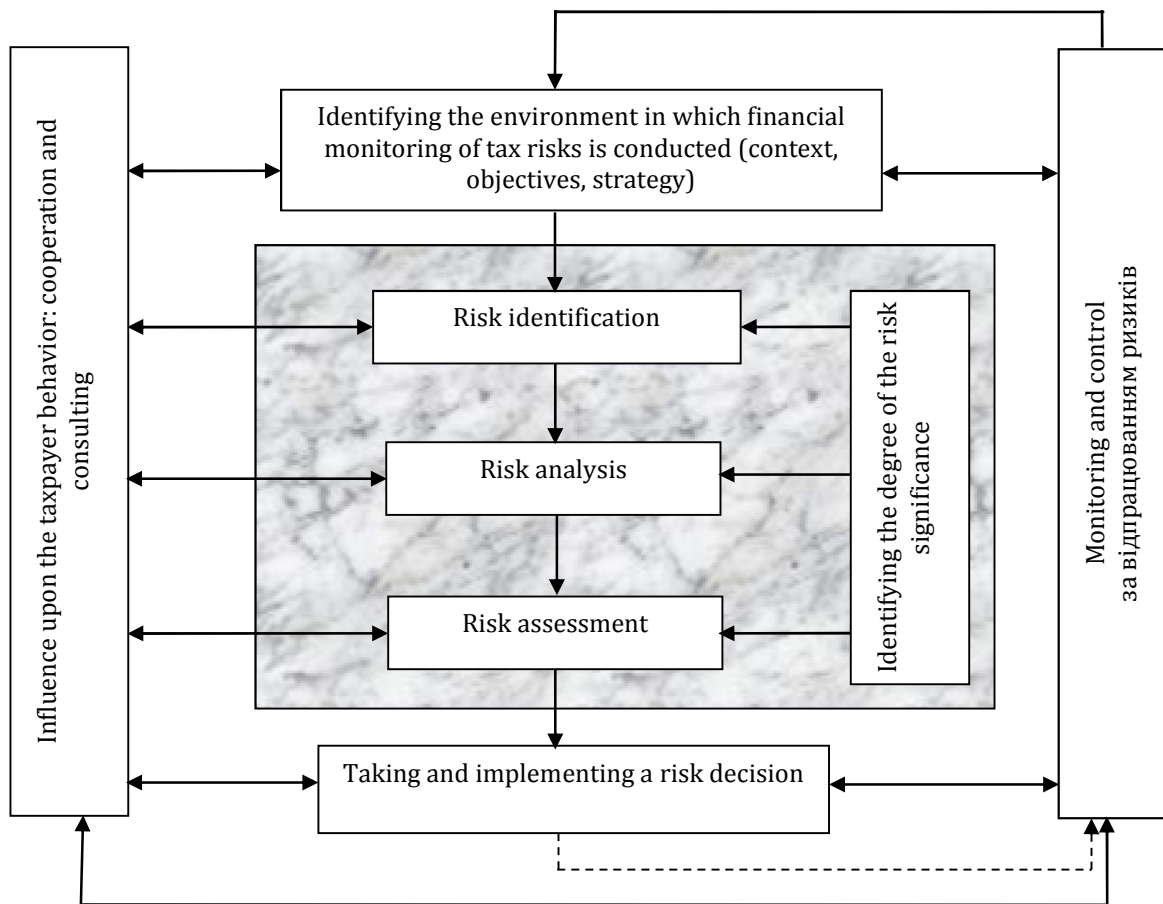 Influence upon the taxpayer behavior: cooperation and
consulting
Identifying the environment in which financial
monitoring of tax risks is conducted (context,
objectives, strategy)
Risk identification
Risk analysis
Risk assessment
Identifying the degree of the risk
significance
Taking and implementing a risk decision
Monitoring and control
за відпрацюванням ризиків